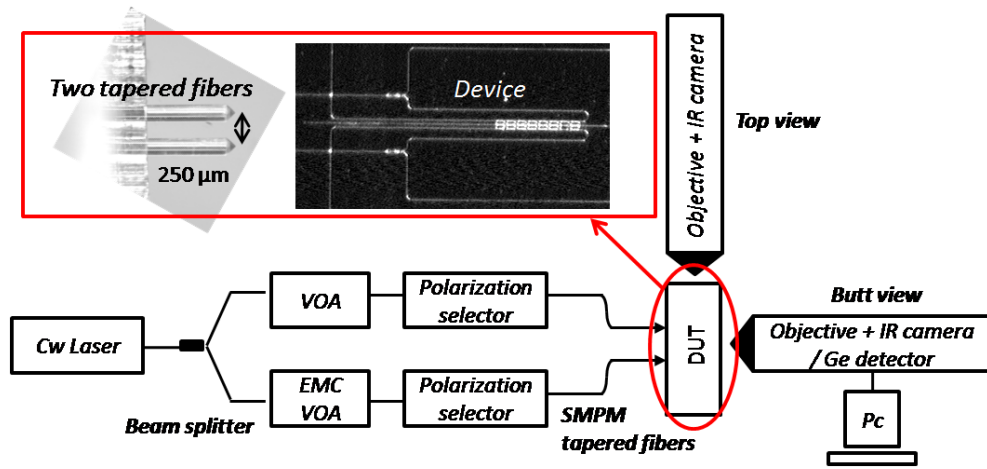 Two tapered fibers
250 µm
Device
Objective + IR camera
Top view
Cw Laser
Beam splitter
VOA
Polarization
selector
EMC
VOA
Polarization
selector
SMPM
tapered fibers
DUT
Butt view
Objective + IR camera
/ Ge detector
Pc